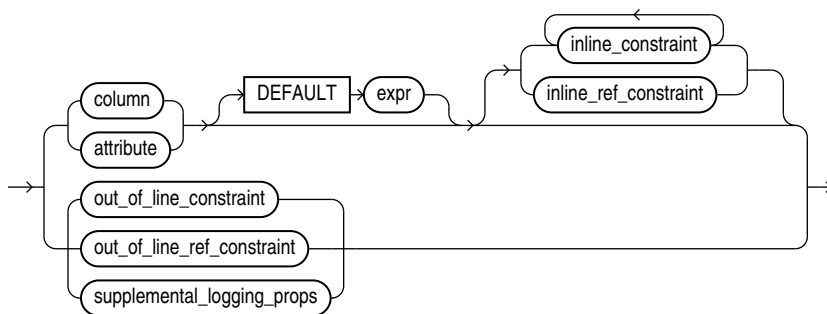 inline_constraint
column
DEFAULT
expr
inline_ref_constraint
attribute
out_of_line_constraint
out_of_line_ref_constraint
supplemental_logging_props